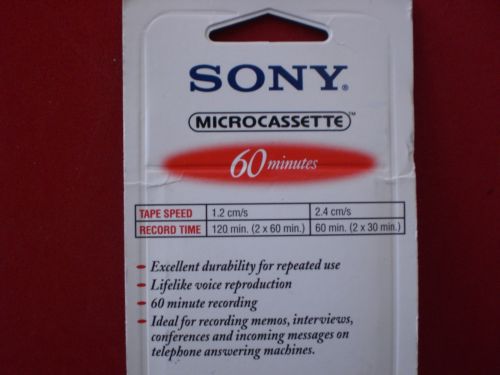 SONY®
MICROCASSETTE™
60 minutes
TAPE SPEED 1.2 cm/s 2.4 cm/s
RECORD TIME 120 min. (2 x 60 min.) 60 min. (2 x 30 min.)
- Excellent durability for repeated use
- Lifelike voice reproduction
- 60 minute recording
- Ideal for recording memos, interviews,
conferences and incoming messages on
telephone answering machines.